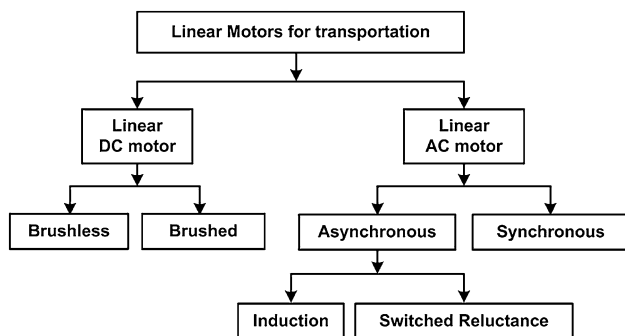 Linear Motors for transportation
Linear
DC motor
Linear
AC motor
Brushless
Brushed
Asynchronous
Synchronous
Induction
Switched Reluctance